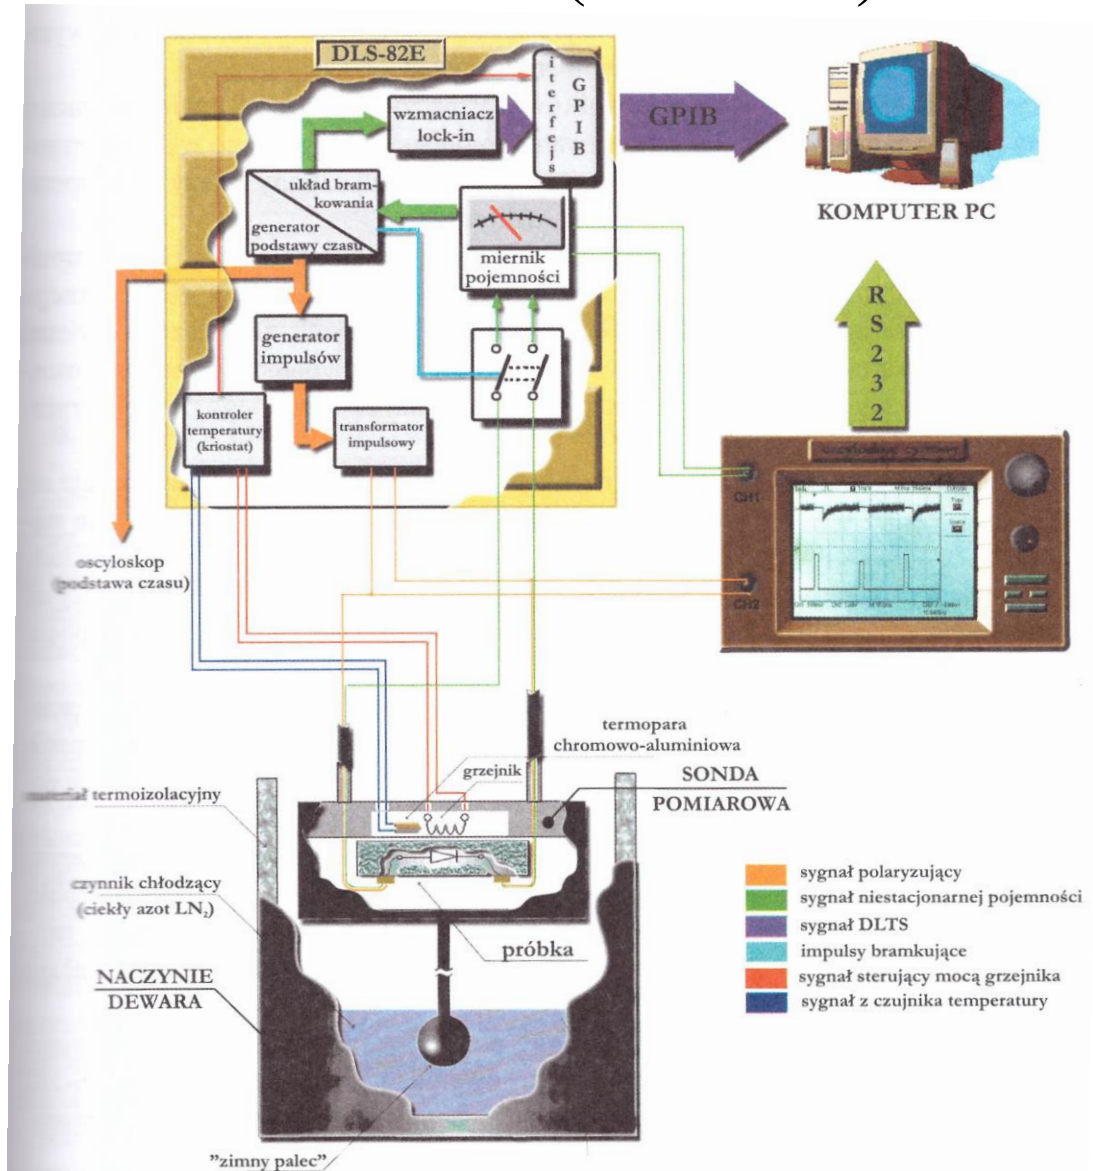 DLS-82E
iterfejs
GPIB
wzmacniacz
lock-in
GPIB
KOMPUTER PC
układ bram-
kowania
generator
podstawy czasu
miernik
pojemności
RS232
generator
impulsów
kontroler
temperatury
(kriostat)
transformator
impulsowy
CH1
CH2
oscyloskop
(podstawa czasu)
termopara
chromowo-aluminiowa
grzejnik
SONDA
POMIAROWA
materiał termoizolacyjny
czynnik chłodzący
(ciekły azot LN₂)
próbka
NACZYNIE
DEWARA
"zimny palec"
sygnał polaryzujący
sygnał niestacjonarnej pojemności
sygnał DLTS
impulsy bramkujące
sygnał sterujący mocą grzejnika
sygnał z czujnika temperatury